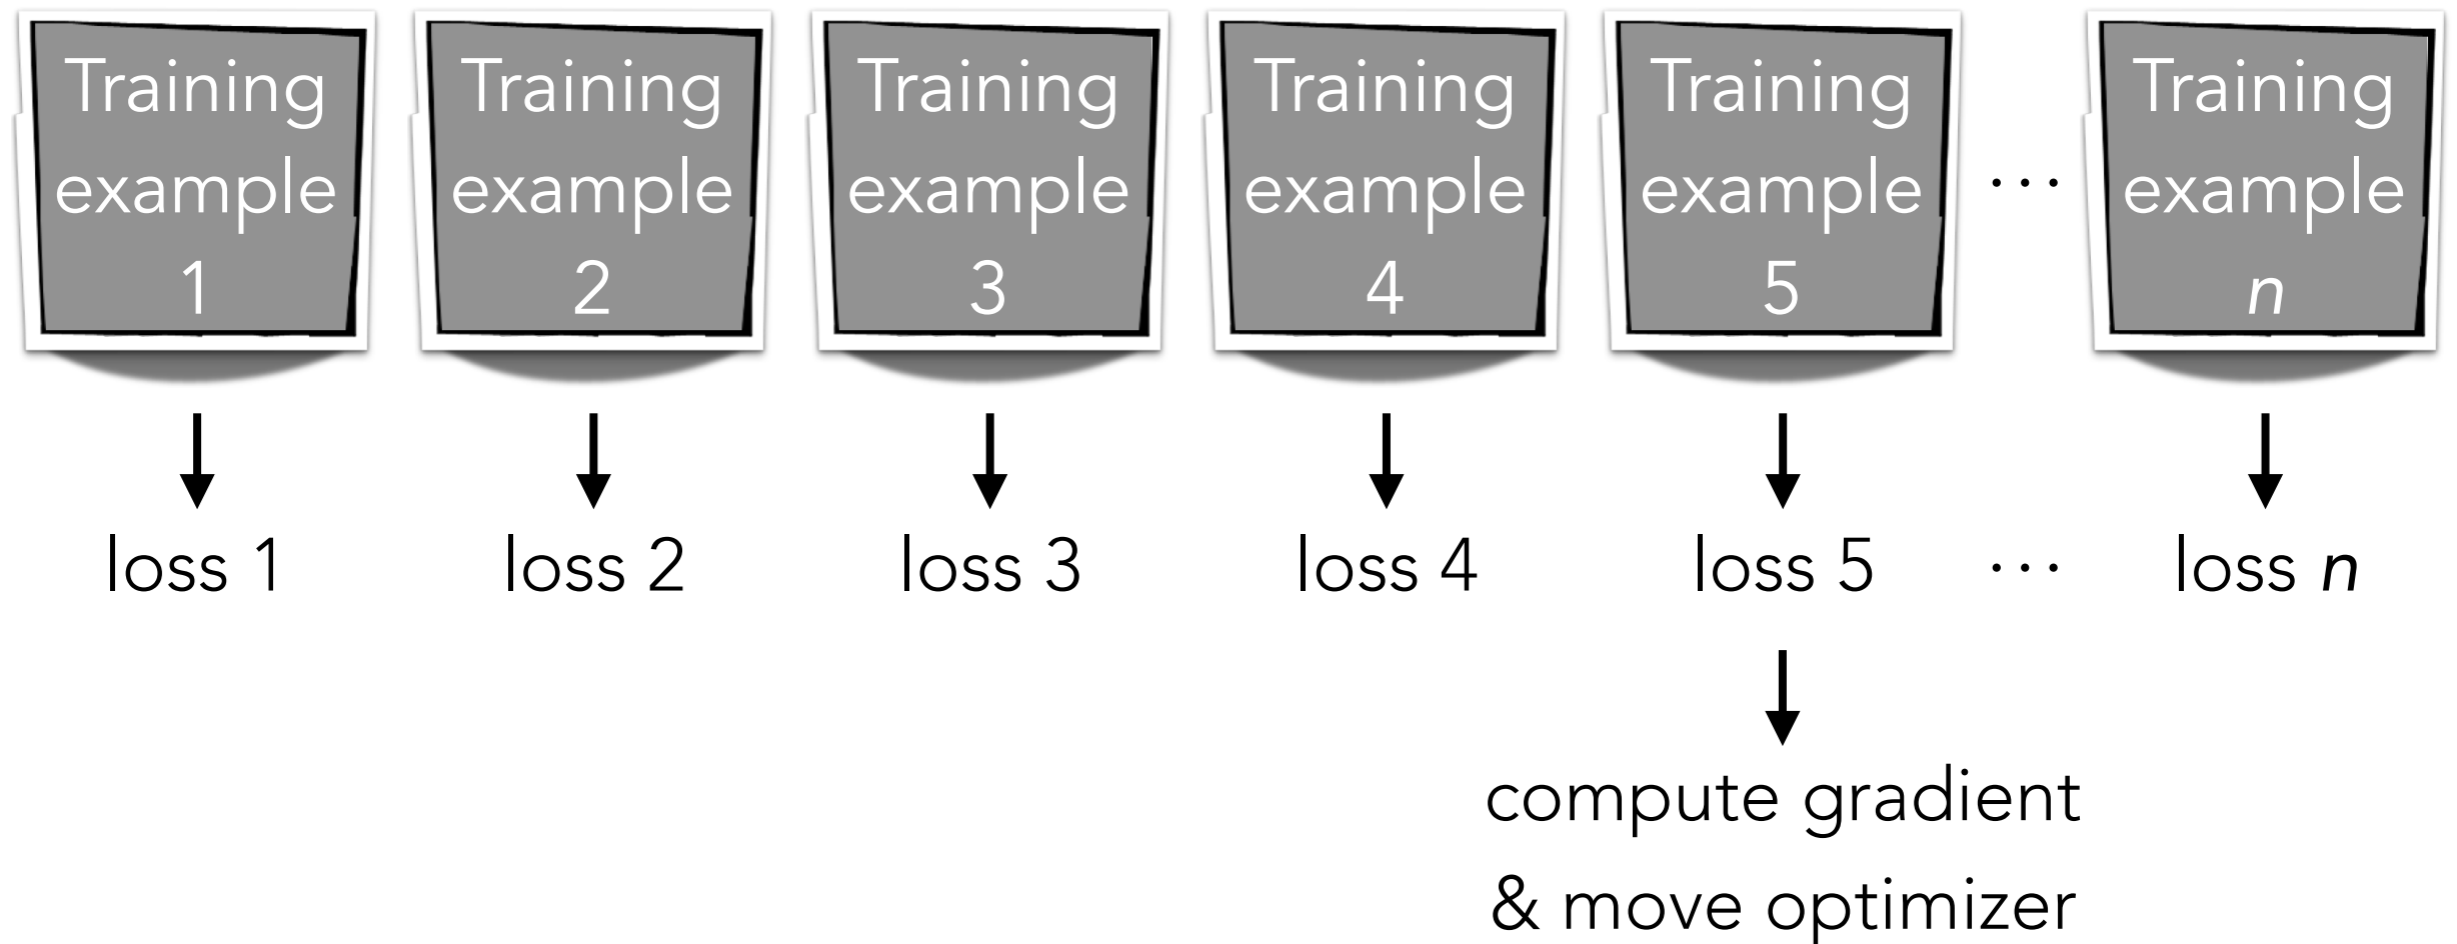 Training
example
1
Training
example
2
Training
example
3
Training
example
4
Training
example
5
...
Training
example
n
loss 1
loss 2
loss 3
loss 4
loss 5
...
loss n
compute gradient
& move optimizer